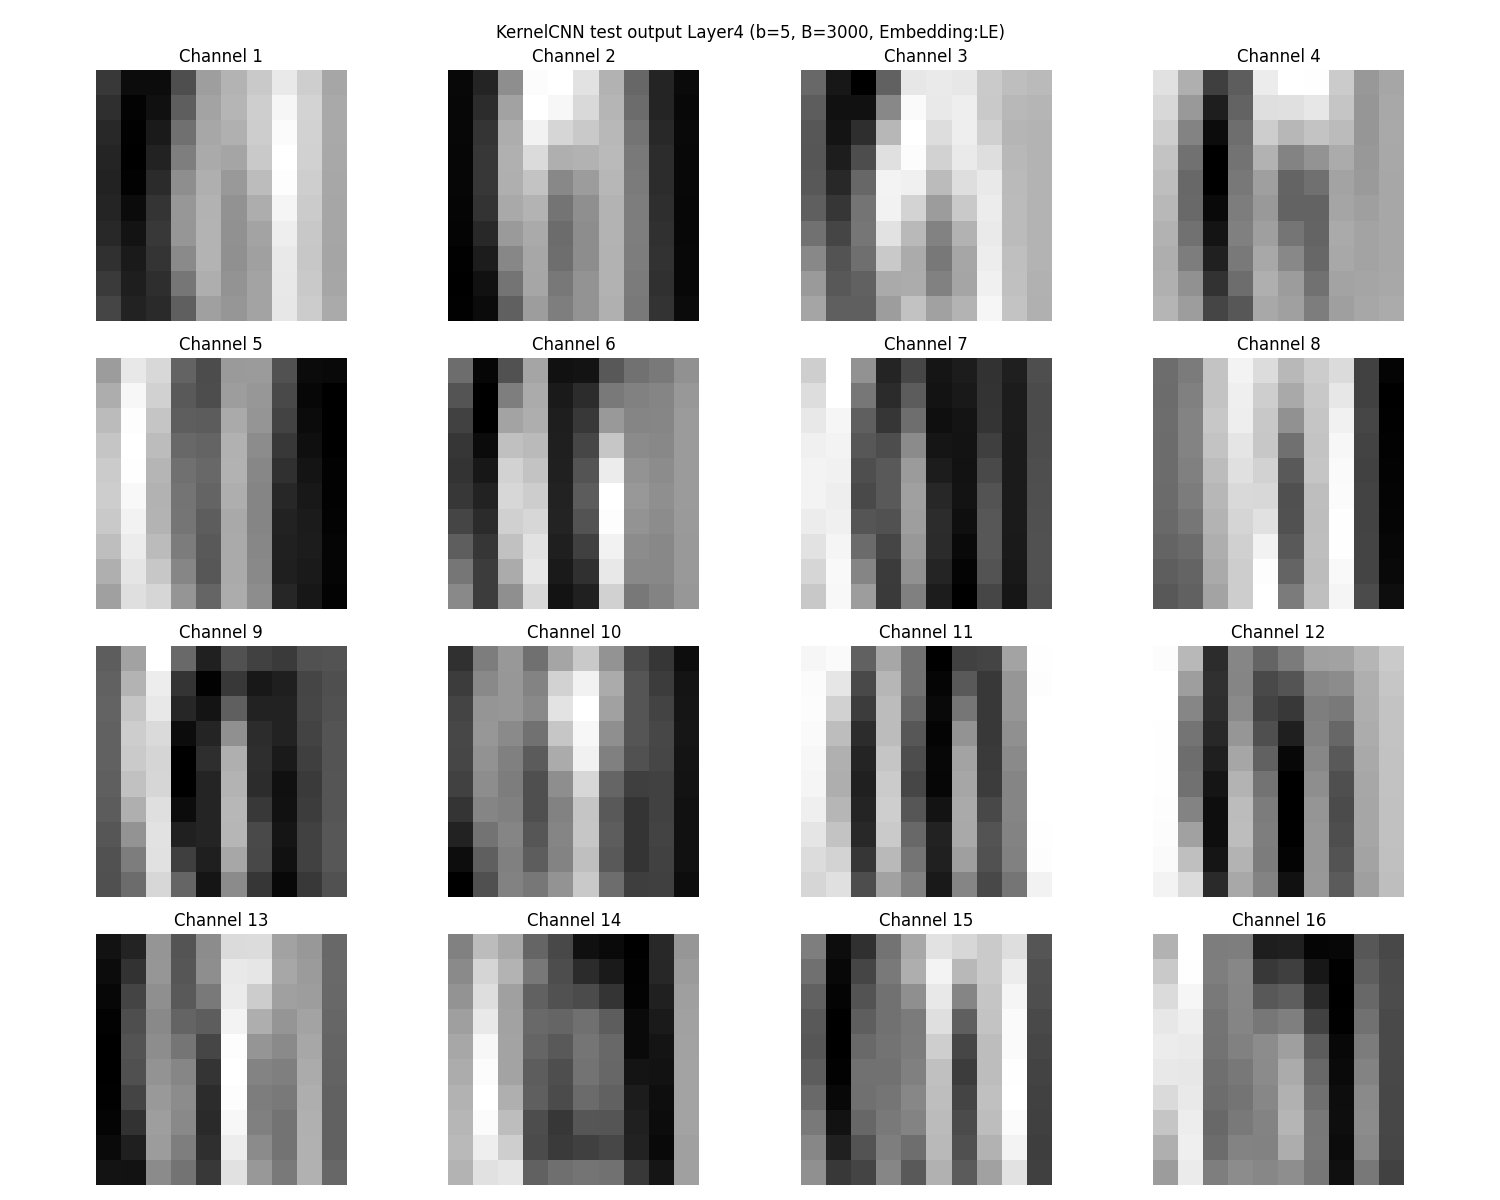 KernelCNN test output Layer4 (b=5, B=3000, Embedding:LE)
Channel 1 Channel 2 Channel 3 Channel 4
Channel 5 Channel 6 Channel 7 Channel 8
Channel 9 Channel 10 Channel 11 Channel 12
Channel 13 Channel 14 Channel 15 Channel 16